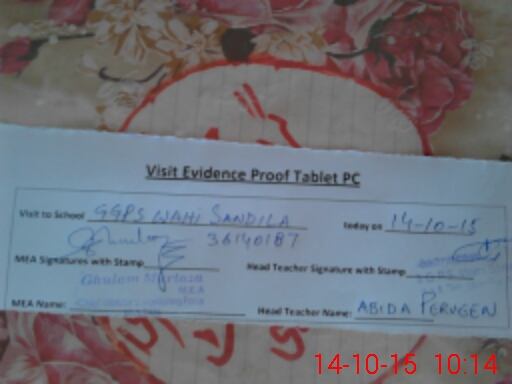 Visit Evidence Proof Tablet PC
Visit to School GGPS WAHI SANDILA today on 14-10-15
36140187
MEA Signatures with Stamp Head Teacher Signature with Stamp
Ghulam Murtaza
MEA
MEA Name: Head Teacher Name: ABIDA PERVEEN
14-10-15 10:14